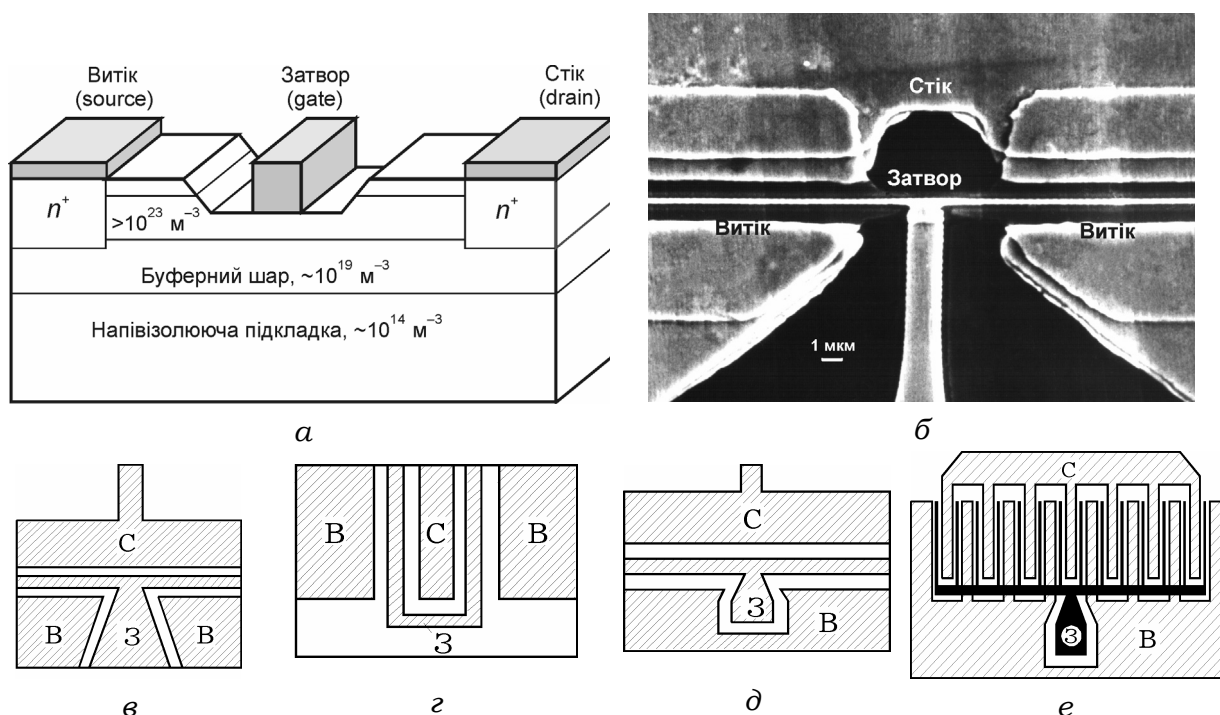 Витік
(source)
Затвор
(gate)
Стік
(drain)
n⁺
>10²³ м⁻³
n⁺
Буферний шар, ~10¹⁹ м⁻³
Напівізолююча підкладка, ~10¹⁴ м⁻³
а
Стік
Затвор
Витік
Витік
1 мкм
б
С
В
З
В
в
В
С
В
З
г
С
З
В
д
С
З
В
е